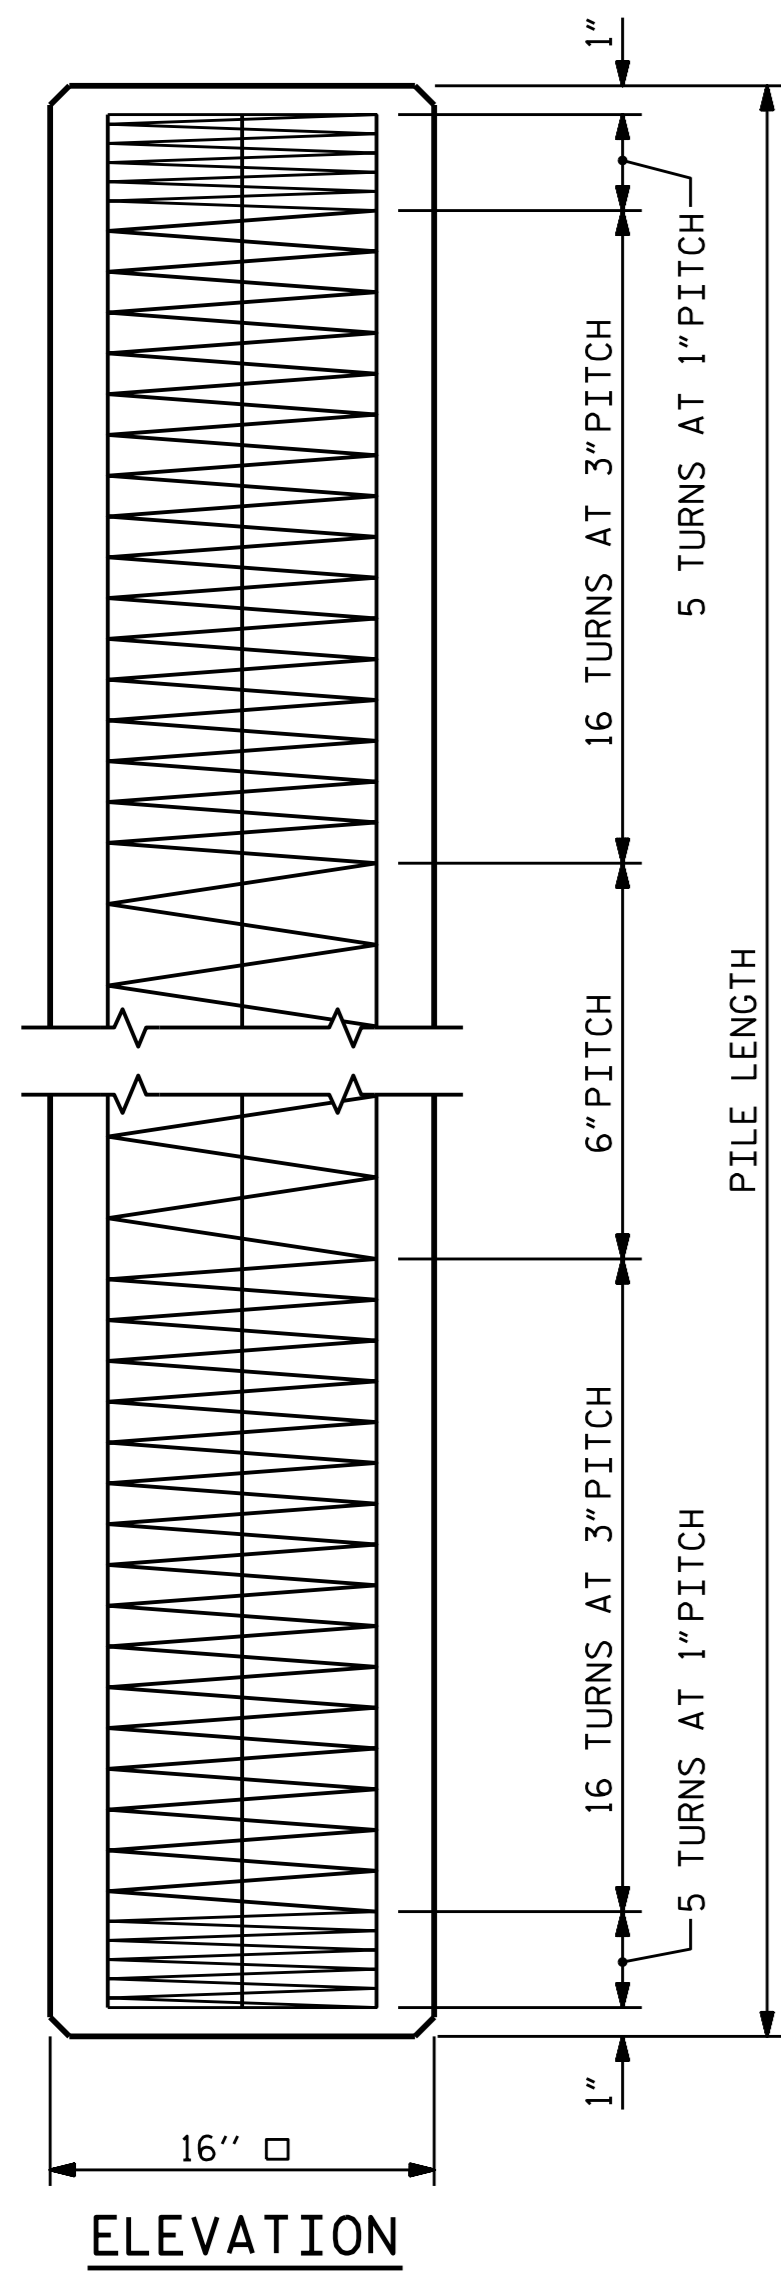 1"
5 TURNS AT 1"PITCH
16 TURNS AT 3"PITCH
6"PITCH
PILE LENGTH
16 TURNS AT 3"PITCH
5 TURNS AT 1"PITCH
1"
16'' □
ELEVATION